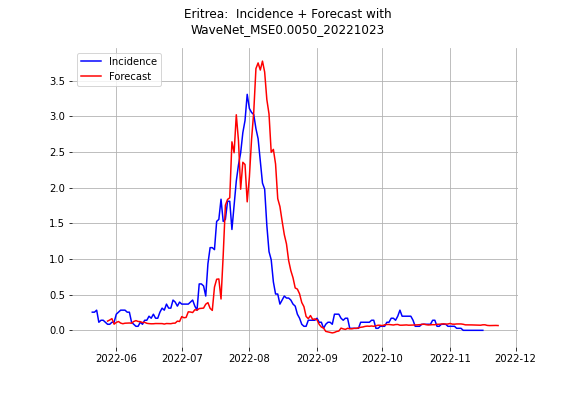 Eritrea:  Incidence + Forecast with
WaveNet_MSE0.0050_20221023
Incidence
Forecast
3.5
3.0
2.5
2.0
1.5
1.0
0.5
0.0
2022-06 2022-07 2022-08 2022-09 2022-10 2022-11 2022-12